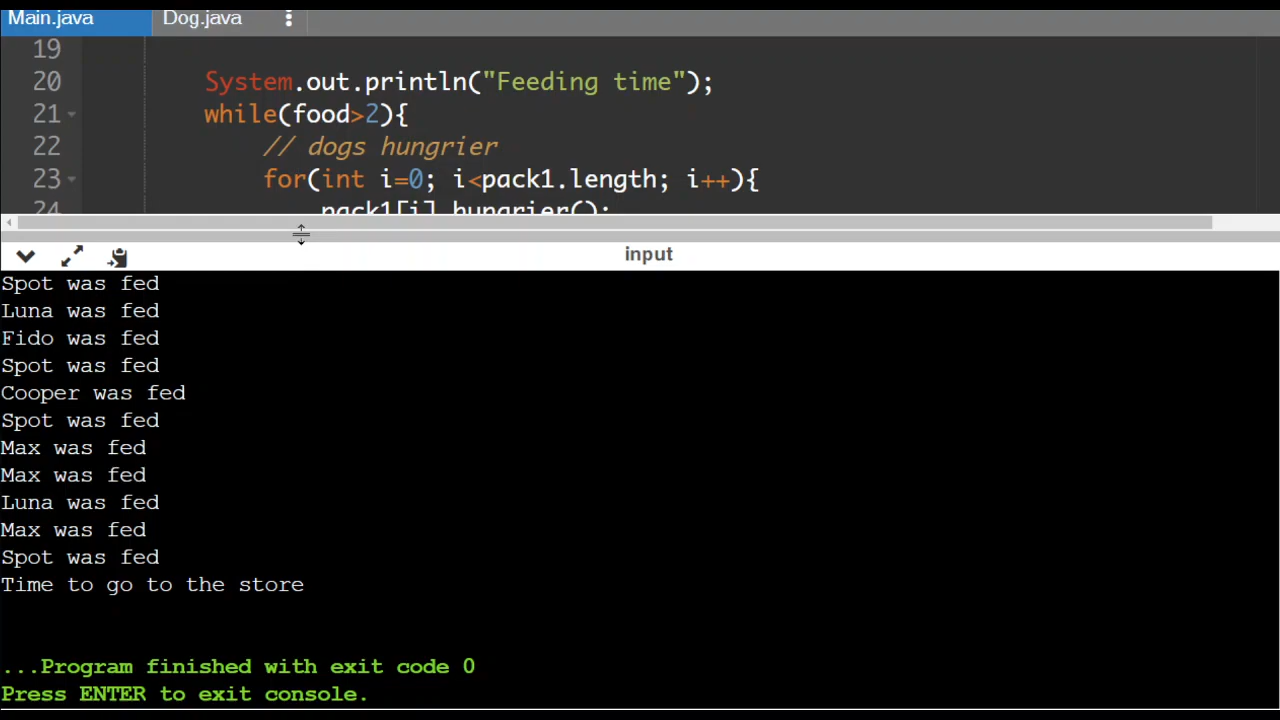 Main.java Dog.java
19
20 System.out.println("Feeding time");
21 while(food>2){
22 // dogs hungrier
23 for(int i=0; i<pack1.length; i++){
24 pack1[i].hungrier();
input
Spot was fed
Luna was fed
Fido was fed
Spot was fed
Cooper was fed
Spot was fed
Max was fed
Max was fed
Luna was fed
Max was fed
Spot was fed
Time to go to the store
...Program finished with exit code 0
Press ENTER to exit console.